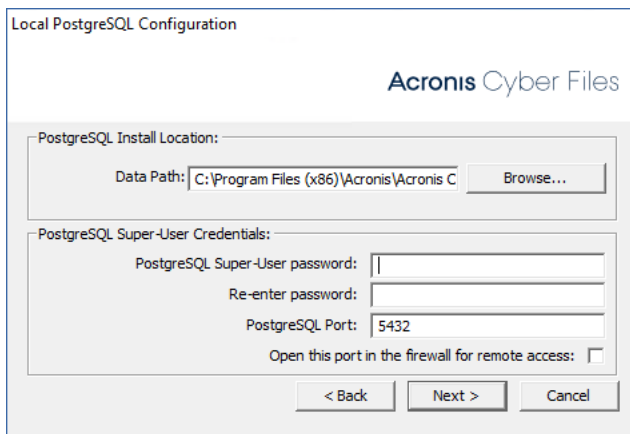 Local PostgreSQL Configuration
Acronis Cyber Files
PostgreSQL Install Location:
Data Path: C:\Program Files (x86)\Acronis\Acronis C
Browse...
PostgreSQL Super-User Credentials:
PostgreSQL Super-User password:
Re-enter password:
PostgreSQL Port: 5432
Open this port in the firewall for remote access:
< Back Next > Cancel